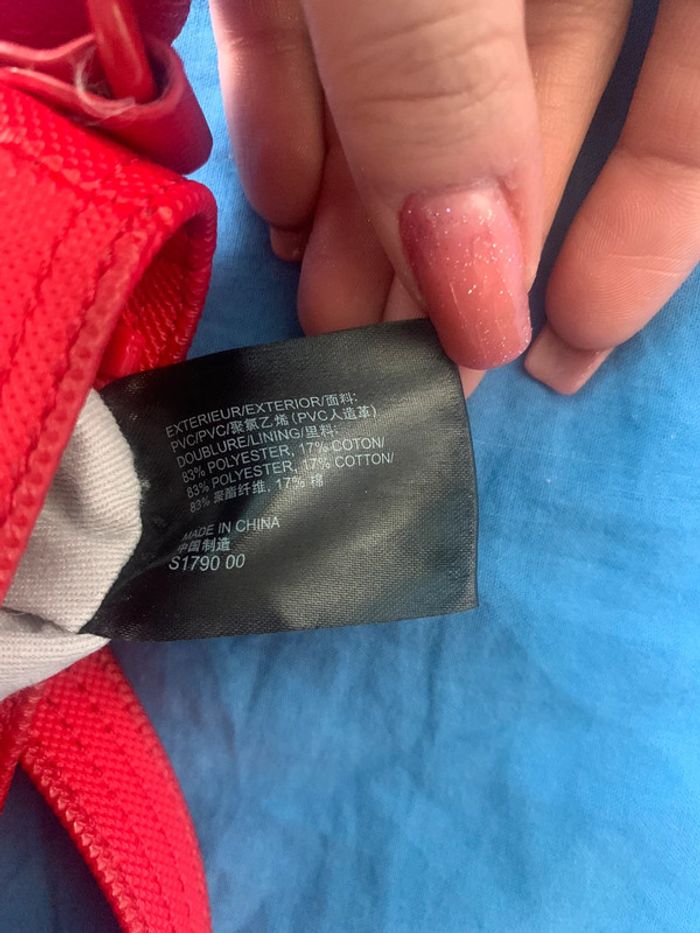 EXTERIEUR/EXTERIOR/面料:
PVC/PVC/聚氯乙烯 (PVC人造革)
DOUBLURE/LINING/里料:
83% POLYESTER, 17% COTON/
83% POLYESTER, 17% COTTON/
83% 聚酯纤维, 17% 棉
MADE IN CHINA
中国制造
S1790 00